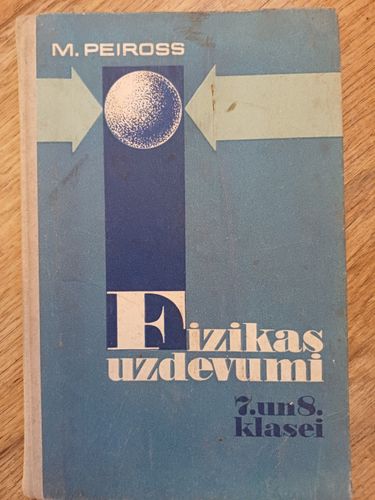 M. PEIROSS
Fizikas
uzdevumi
7. un 8.
klasei